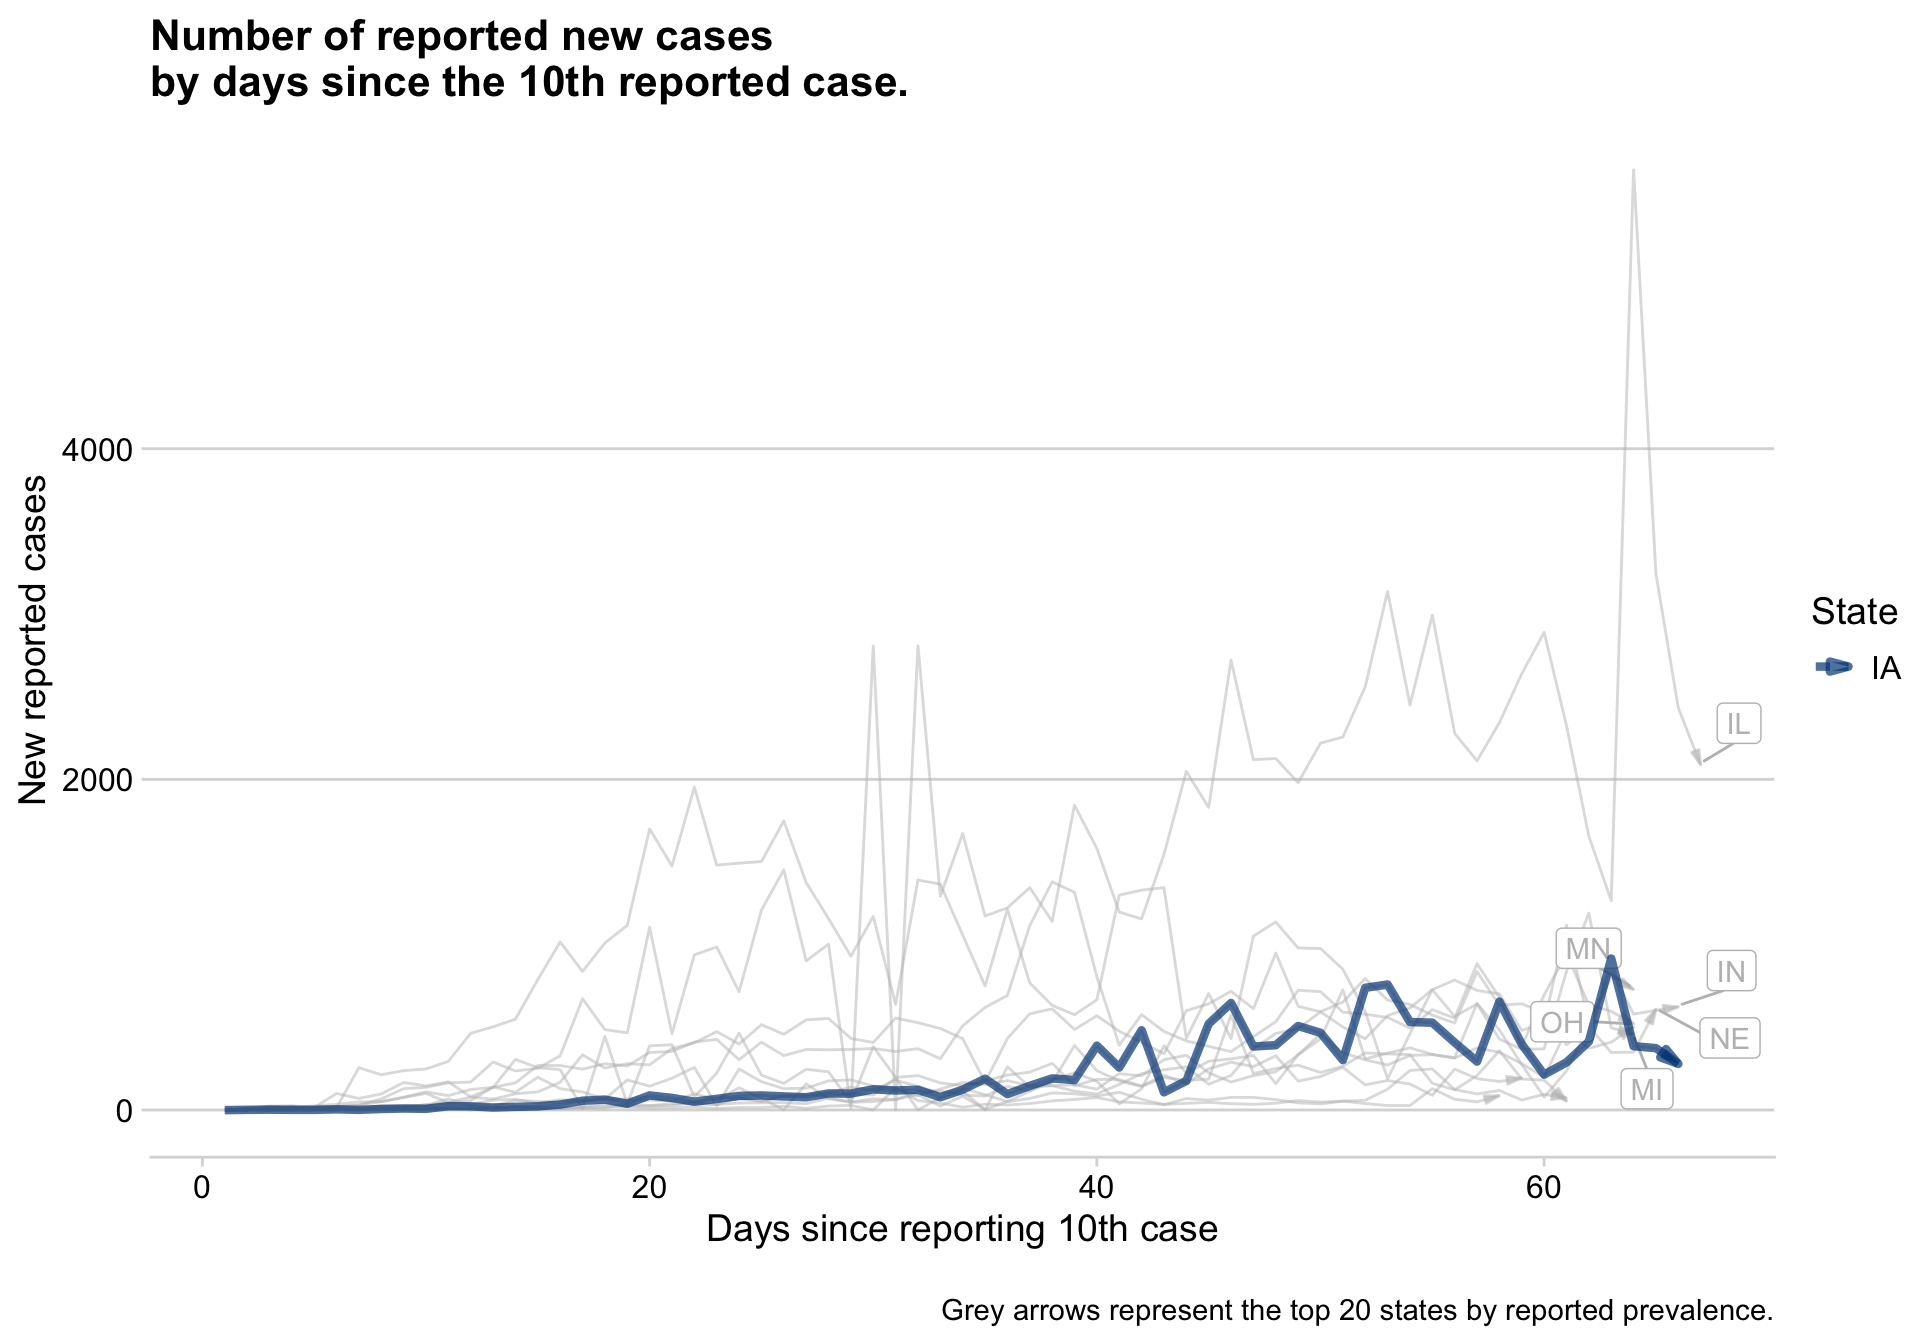 Number of reported new cases
by days since the 10th reported case.
New reported cases
4000
2000
0
0
20
40
60
Days since reporting 10th case
IL
MN
IN
OH
NE
MI
State
IA
Grey arrows represent the top 20 states by reported prevalence.